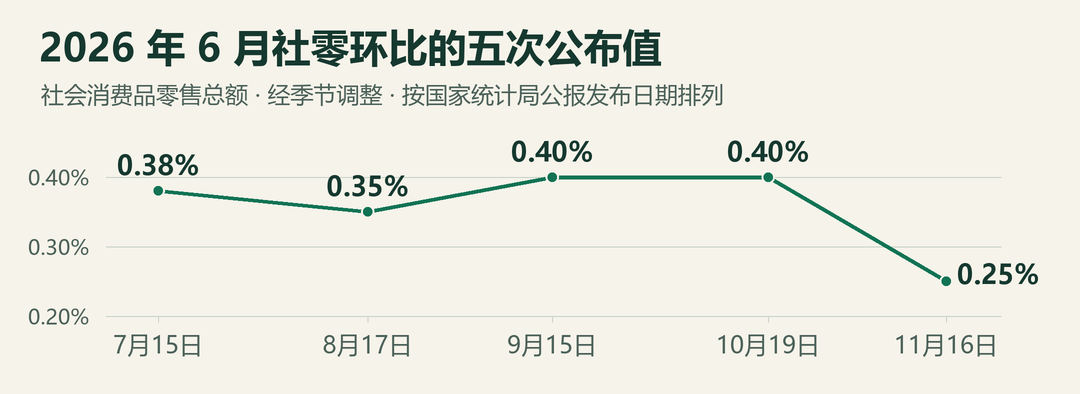 2026 年 6 月社零环比的五次公布值
社会消费品零售总额 · 经季节调整 · 按国家统计局公报发布日期排列
0.40%
0.30%
0.20%
0.38%
0.35%
0.40%
0.40%
0.25%
7月15日
8月17日
9月15日
10月19日
11月16日